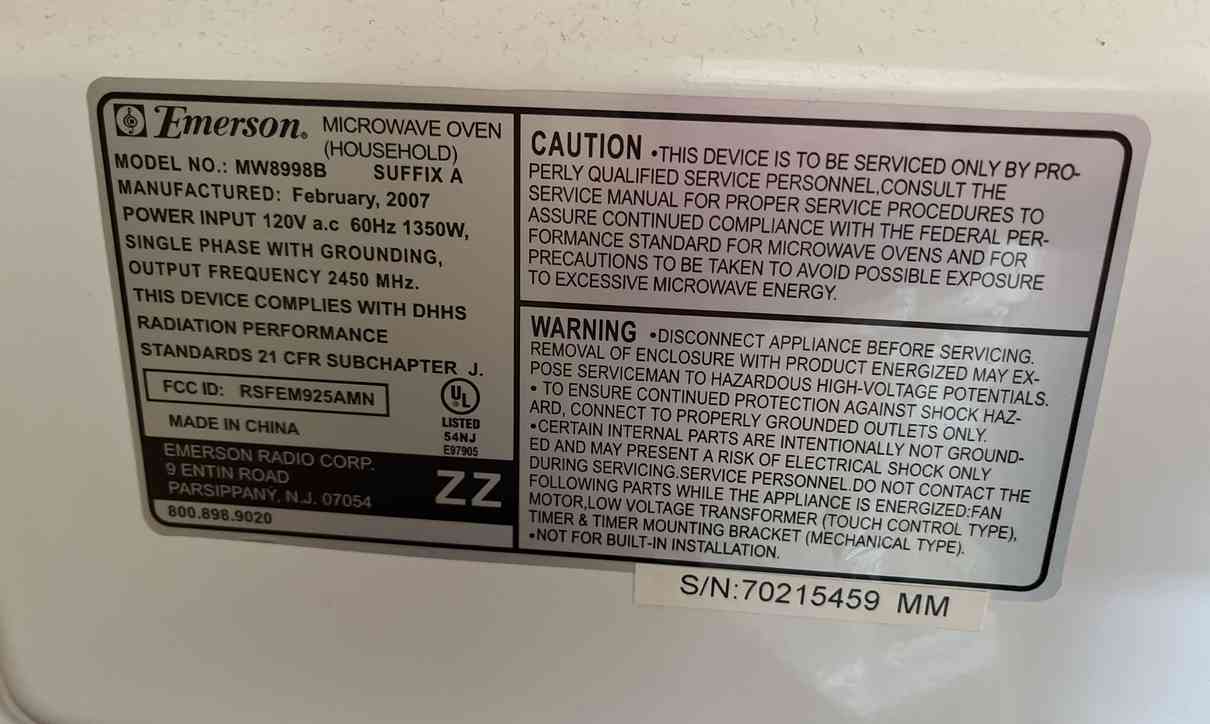 Emerson® MICROWAVE OVEN
(HOUSEHOLD)
MODEL NO.: MW8998B SUFFIX A
MANUFACTURED: February, 2007
POWER INPUT 120V a.c 60Hz 1350W,
SINGLE PHASE WITH GROUNDING,
OUTPUT FREQUENCY 2450 MHz.
THIS DEVICE COMPLIES WITH DHHS
RADIATION PERFORMANCE
STANDARDS 21 CFR SUBCHAPTER J.
FCC ID: RSFEM925AMN
UL
LISTED
54NJ
E97905
MADE IN CHINA
EMERSON RADIO CORP.
9 ENTIN ROAD
PARSIPPANY, N.J. 07054
ZZ
800.898.9020
CAUTION •THIS DEVICE IS TO BE SERVICED ONLY BY PRO-
PERLY QUALIFIED SERVICE PERSONNEL,CONSULT THE
SERVICE MANUAL FOR PROPER SERVICE PROCEDURES TO
ASSURE CONTINUED COMPLIANCE WITH THE FEDERAL PER-
FORMANCE STANDARD FOR MICROWAVE OVENS AND FOR
PRECAUTIONS TO BE TAKEN TO AVOID POSSIBLE EXPOSURE
TO EXCESSIVE MICROWAVE ENERGY.
WARNING •DISCONNECT APPLIANCE BEFORE SERVICING.
REMOVAL OF ENCLOSURE WITH PRODUCT ENERGIZED MAY EX-
POSE SERVICEMAN TO HAZARDOUS HIGH-VOLTAGE POTENTIALS.
• TO ENSURE CONTINUED PROTECTION AGAINST SHOCK HAZ-
ARD, CONNECT TO PROPERLY GROUNDED OUTLETS ONLY.
•CERTAIN INTERNAL PARTS ARE INTENTIONALLY NOT GROUND-
ED AND MAY PRESENT A RISK OF ELECTRICAL SHOCK ONLY
DURING SERVICING.SERVICE PERSONNEL.DO NOT CONTACT THE
FOLLOWING PARTS WHILE THE APPLIANCE IS ENERGIZED:FAN
MOTOR,LOW VOLTAGE TRANSFORMER (TOUCH CONTROL TYPE),
TIMER & TIMER MOUNTING BRACKET (MECHANICAL TYPE).
•NOT FOR BUILT-IN INSTALLATION.
S/N:70215459 MM